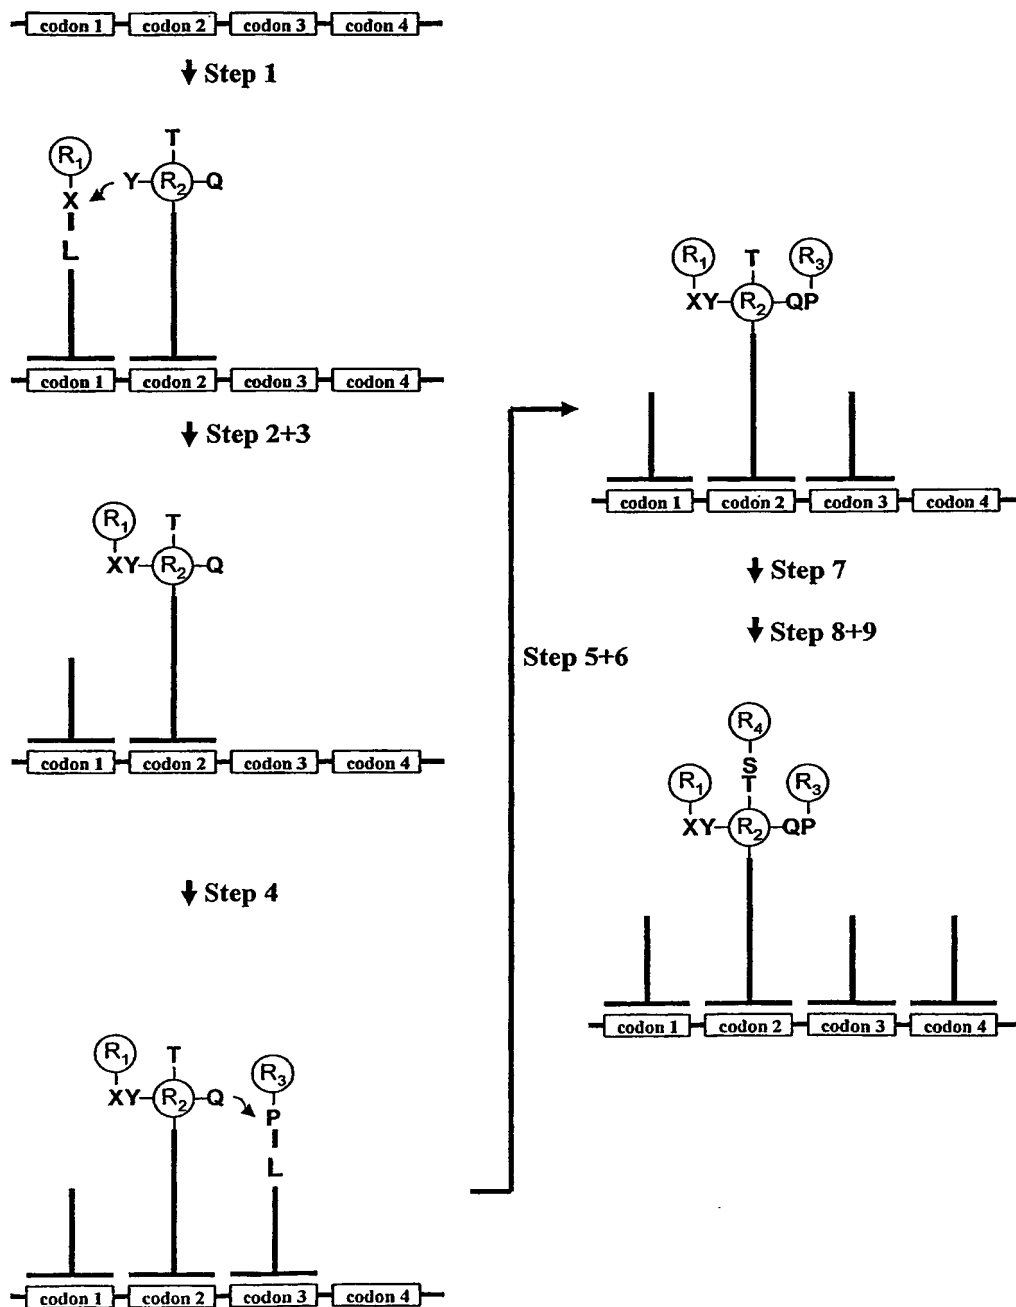 codon 1 codon 2 codon 3 codon 4
Step 1
T
R1
Y R2 Q
X
L
codon 1 codon 2 codon 3 codon 4
Step 2+3
R1 T
XY R2 Q
codon 1 codon 2 codon 3 codon 4
Step 4
R1 T
R3
XY R2 Q
P
L
codon 1 codon 2 codon 3 codon 4
Step 5+6
R1 T R3
XY R2 QP
codon 1 codon 2 codon 3 codon 4
Step 7
Step 8+9
R4
S
R1 T R3
XY R2 QP
codon 1 codon 2 codon 3 codon 4